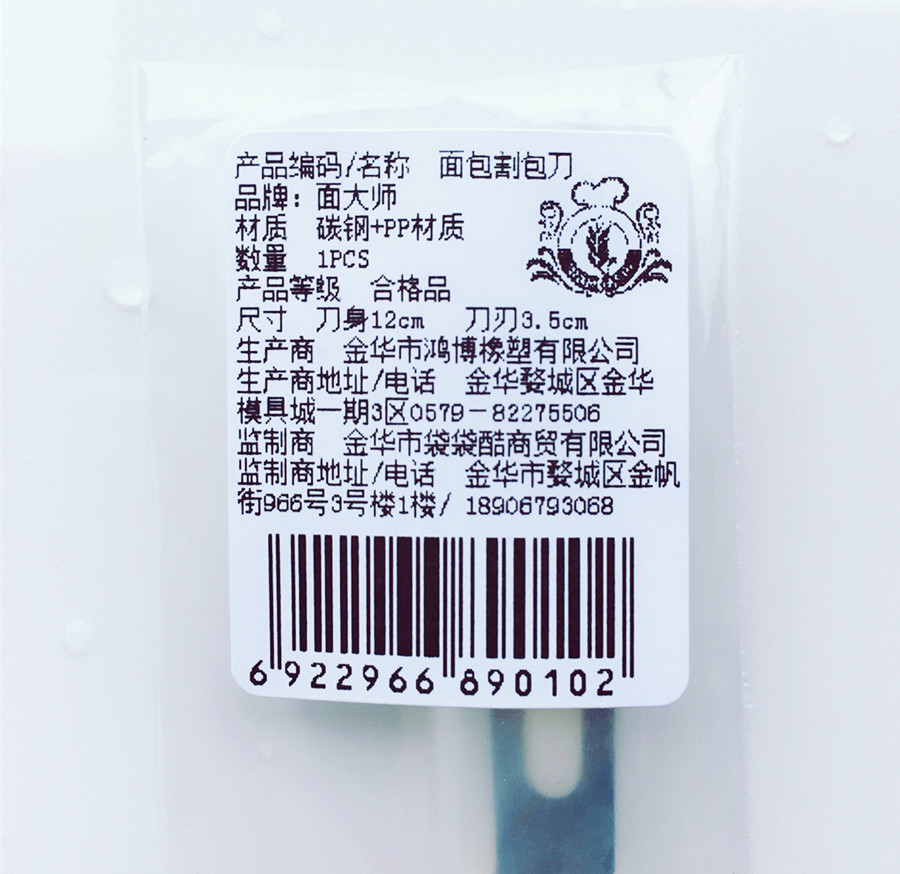 产品编码/名称 面包割包刀
品牌：面大师
材质 碳钢+PP材质
数量 1PCS
产品等级 合格品
尺寸 刀身12cm 刀刃3.5cm
生产商 金华市鸿博橡塑有限公司
生产商地址/电话 金华婺城区金华
模具城一期3区0579-82275506
监制商 金华市袋袋酷商贸有限公司
监制商地址/电话 金华市婺城区金帆
街966号3号楼1楼/ 18906793068
6 922966 890102